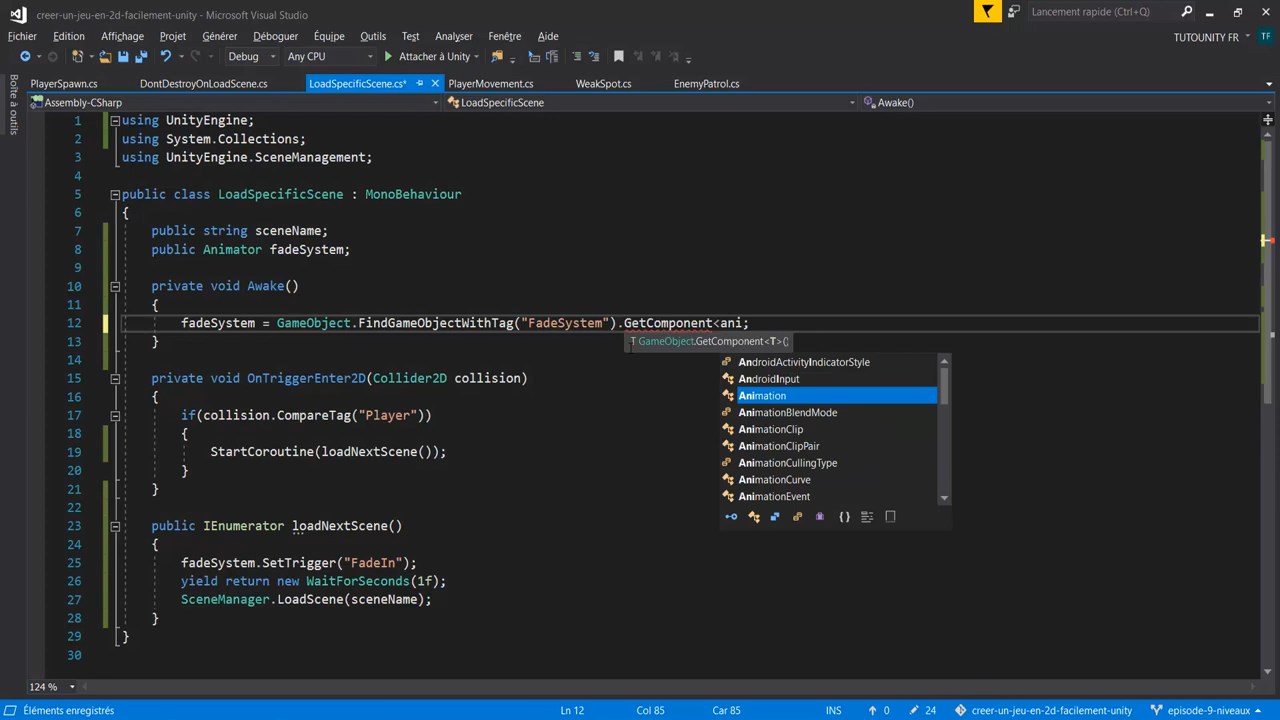 creer-un-jeu-en-2d-facilement-unity - Microsoft Visual Studio
Lancement rapide (Ctrl+Q)
Fichier Edition Affichage Projet Générer Déboguer Équipe Outils Test Analyser Fenêtre Aide
TUTOUNITY FR
TF
Debug Any CPU Attacher à Unity
Boîte à outils
PlayerSpawn.cs DontDestroyOnLoadScene.cs LoadSpecificScene.cs* PlayerMovement.cs WeakSpot.cs EnemyPatrol.cs
Assembly-CSharp LoadSpecificScene Awake()
1 using UnityEngine;
2 using System.Collections;
3 using UnityEngine.SceneManagement;
4
5 public class LoadSpecificScene : MonoBehaviour
6 {
7 public string sceneName;
8 public Animator fadeSystem;
9
10 private void Awake()
11 {
12 fadeSystem = GameObject.FindGameObjectWithTag("FadeSystem").GetComponent<ani;
13 }
T GameObject.GetComponent<T>()
14
15 private void OnTriggerEnter2D(Collider2D collision)
16 {
17 if(collision.CompareTag("Player"))
18 {
19 StartCoroutine(loadNextScene());
20 }
21 }
22
23 public IEnumerator loadNextScene()
24 {
25 fadeSystem.SetTrigger("FadeIn");
26 yield return new WaitForSeconds(1f);
27 SceneManager.LoadScene(sceneName);
28 }
29 }
30
AndroidActivityIndicatorStyle
AndroidInput
Animation
AnimationBlendMode
AnimationClip
AnimationClipPair
AnimationCullingType
AnimationCurve
AnimationEvent
124 %
Éléments enregistrés Ln 12 Col 85 Car 85 INS 0 24 creer-un-jeu-en-2d-facilement-unity episode-9-niveaux